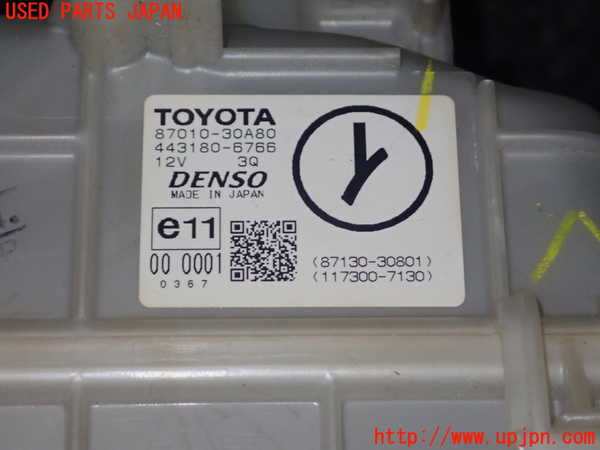 USED PARTS JAPAN
TOYOTA
87010-30A80
443180-6766
12V 3Q
DENSO
MADE IN JAPAN
e11
00 0001
0367
(87130-30801)
(117300-7130)
http://www.upjpn.com/